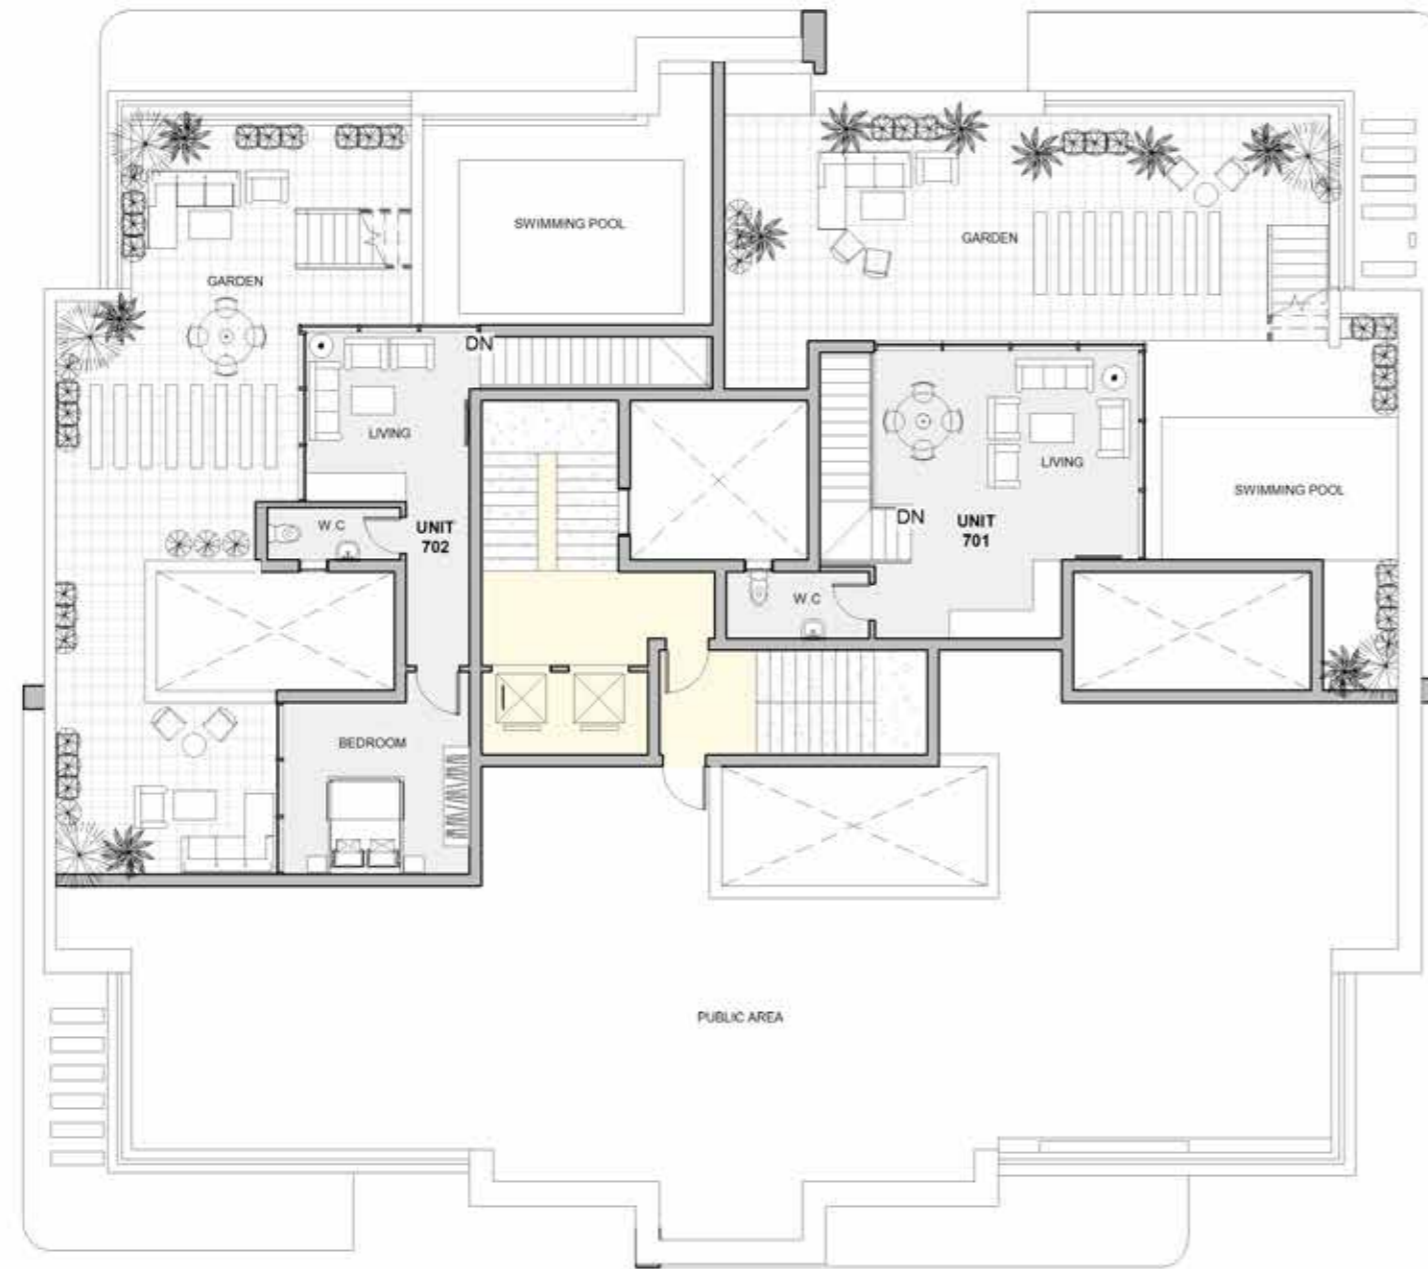 SWIMMING POOL
GARDEN
GARDEN
DN
LIVING
LIVING
SWIMMING POOL
W.C
UNIT
702
DN
UNIT
701
W.C
BEDROOM
PUBLIC AREA